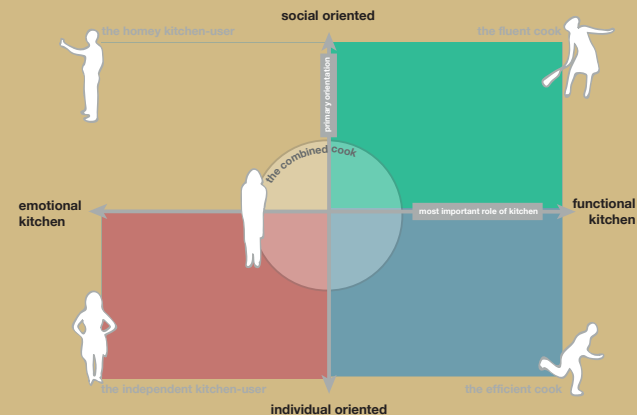 social oriented
the homey kitchen-user
the fluent cook
primary orientation
the combined cook
emotional
kitchen
most important role of kitchen
functional
kitchen
the independent kitchen-user
the efficient cook
individual oriented